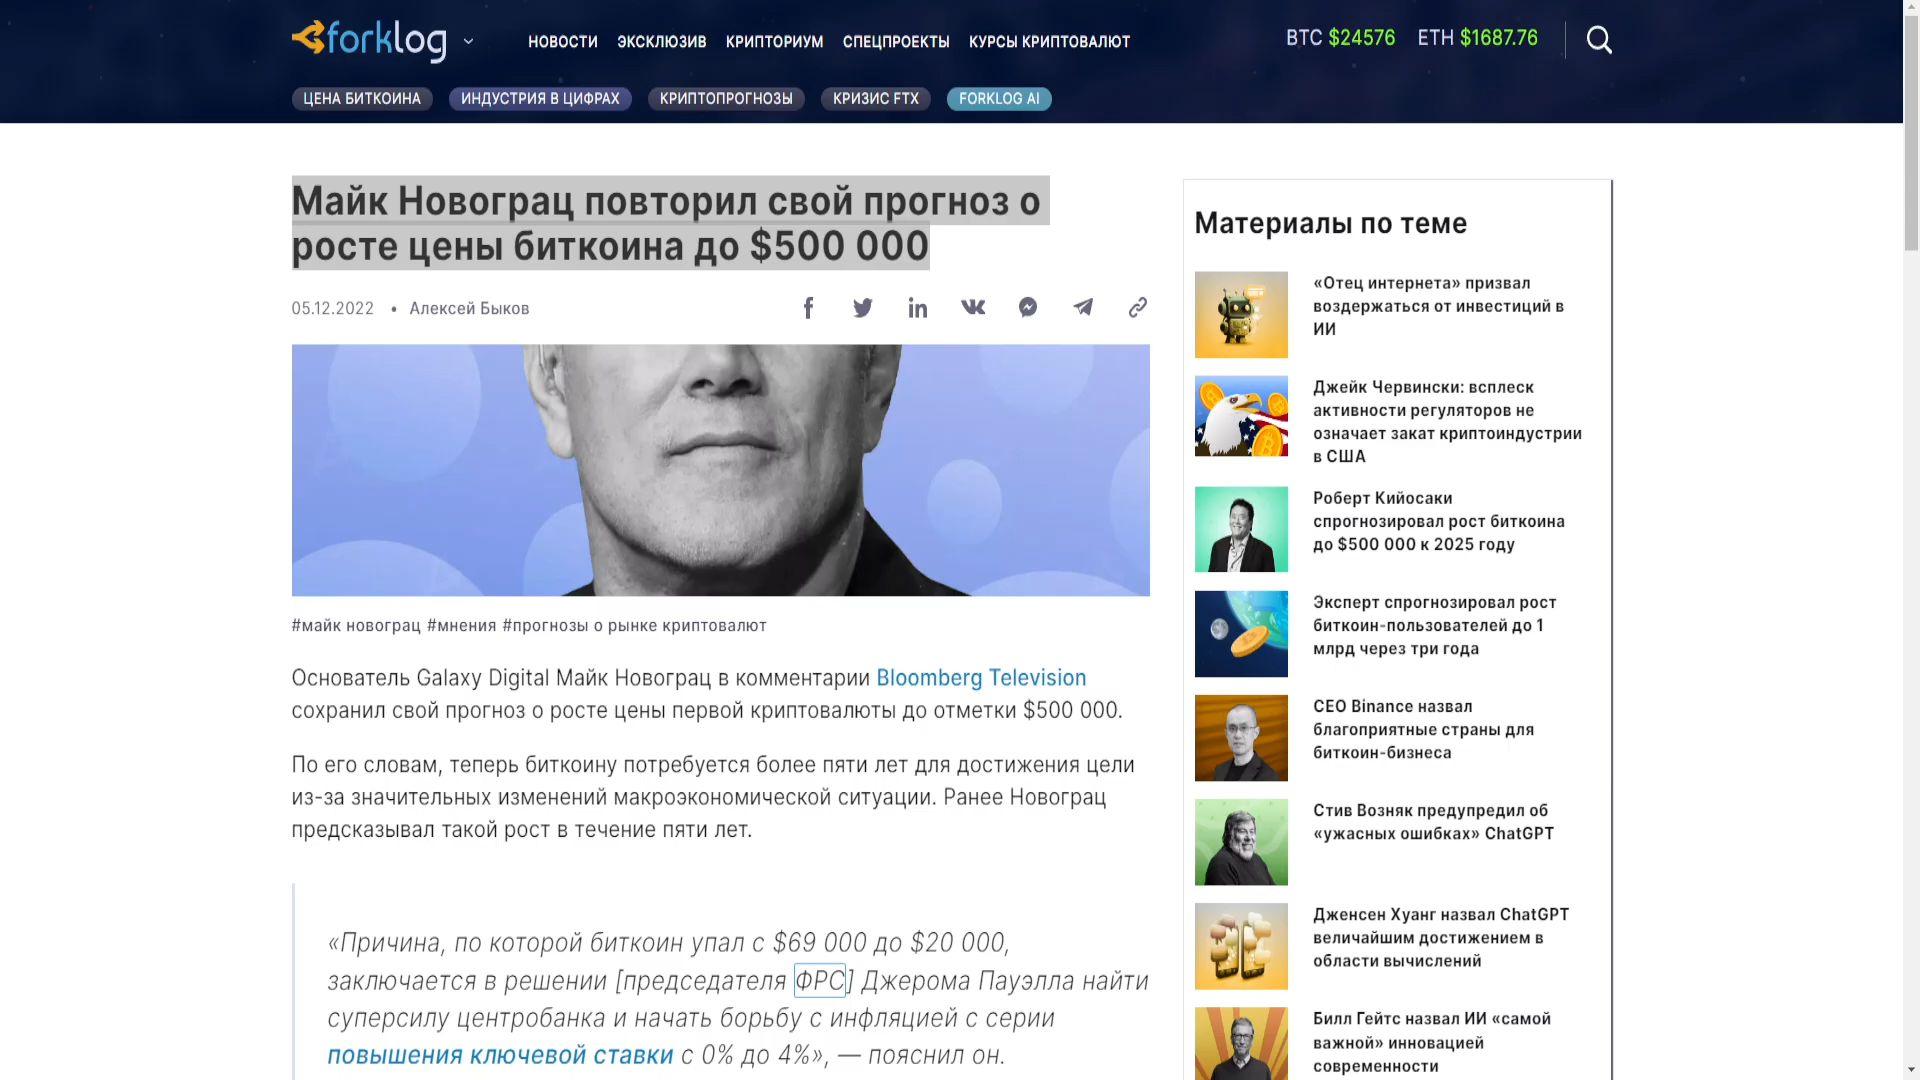 forklog
НОВОСТИ ЭКСКЛЮЗИВ КРИПТОРИУМ СПЕЦПРОЕКТЫ КУРСЫ КРИПТОВАЛЮТ
BTC $24576 ETH $1687.76
ЦЕНА БИТКОИНА ИНДУСТРИЯ В ЦИФРАХ КРИПТОПРОГНОЗЫ КРИЗИС FTX FORKLOG AI
Майк Новограц повторил свой прогноз о
росте цены биткоина до $500 000
05.12.2022 • Алексей Быков
#майк новограц #мнения #прогнозы о рынке криптовалют
Основатель Galaxy Digital Майк Новограц в комментарии Bloomberg Television
сохранил свой прогноз о росте цены первой криптовалюты до отметки $500 000.
По его словам, теперь биткоину потребуется более пяти лет для достижения цели
из-за значительных изменений макроэкономической ситуации. Ранее Новограц
предсказывал такой рост в течение пяти лет.
«Причина, по которой биткоин упал с $69 000 до $20 000,
заключается в решении [председателя ФРС] Джерома Пауэлла найти
суперсилу центробанка и начать борьбу с инфляцией с серии
повышения ключевой ставки с 0% до 4%», — пояснил он.
Материалы по теме
«Отец интернета» призвал
воздержаться от инвестиций в
ИИ
Джейк Червински: всплеск
активности регуляторов не
означает закат криптоиндустрии
в США
Роберт Кийосаки
спрогнозировал рост биткоина
до $500 000 к 2025 году
Эксперт спрогнозировал рост
биткоин-пользователей до 1
млрд через три года
CEO Binance назвал
благоприятные страны для
биткоин-бизнеса
Стив Возняк предупредил об
«ужасных ошибках» ChatGPT
Дженсен Хуанг назвал ChatGPT
величайшим достижением в
области вычислений
Билл Гейтс назвал ИИ «самой
важной» инновацией
современности